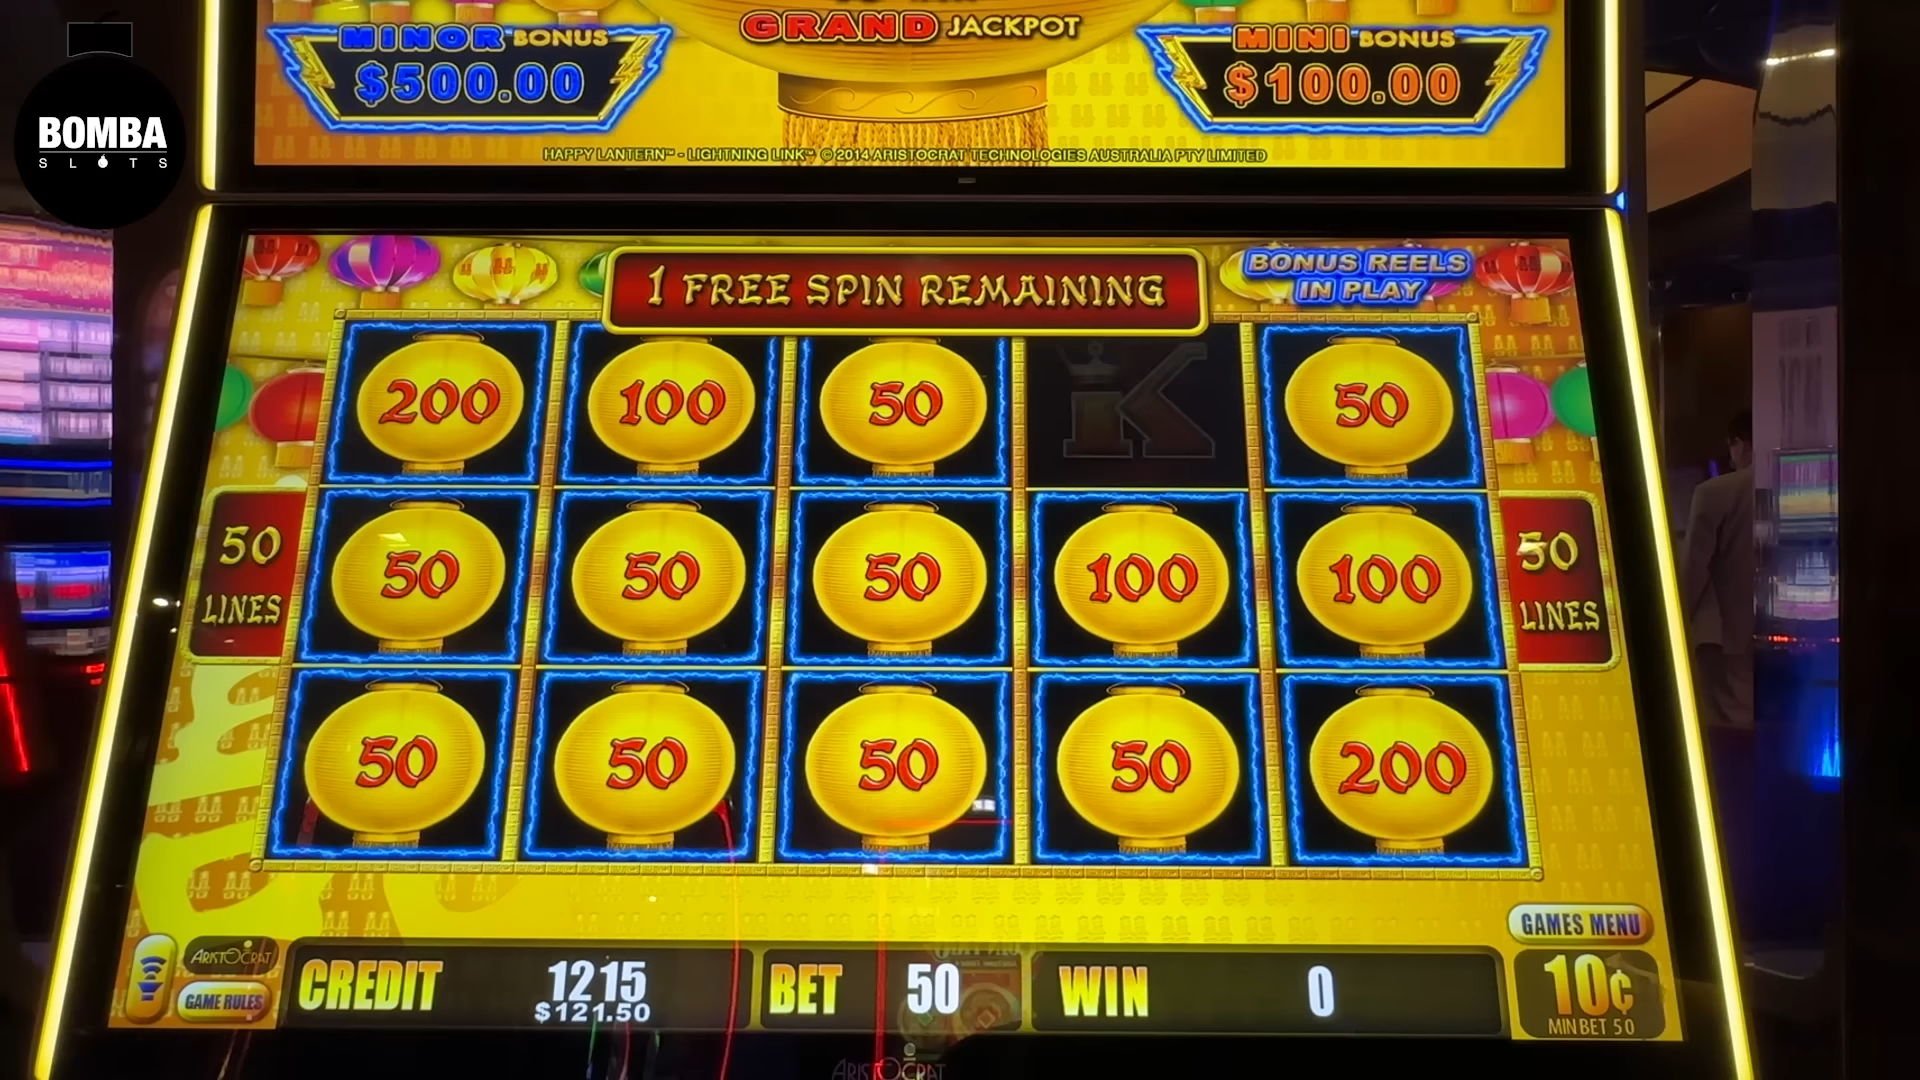 BOMBA
SLOTS
MINOR BONUS
$500.00
GRAND JACKPOT
MINI BONUS
$100.00
HAPPY LANTERN™ - LIGHTNING LINK™ © 2014 ARISTOCRAT TECHNOLOGIES AUSTRALIA PTY LIMITED
1 FREE SPIN REMAINING
BONUS REELS
IN PLAY
200 100 50 K 50
50 50 50 100 100
50 50 50 50 200
50
LINES
50
LINES
GAMES MENU
ARISTOCRAT
GAME RULES
CREDIT 1215
$121.50
BET 50
WIN 0
10¢
MIN BET 50
ARISTOCRAT